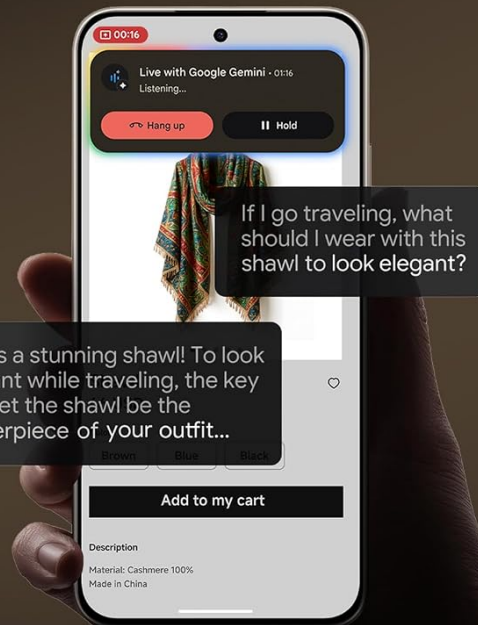 00:16
Live with Google Gemini • 01:16
Listening...
Hang up
Hold
If I go traveling, what
should I wear with this
shawl to look elegant?
s a stunning shawl! To look
nt while traveling, the key
et the shawl be the
erpiece of your outfit...
Brown Blue Black
Add to my cart
Description
Material: Cashmere 100%
Made in China